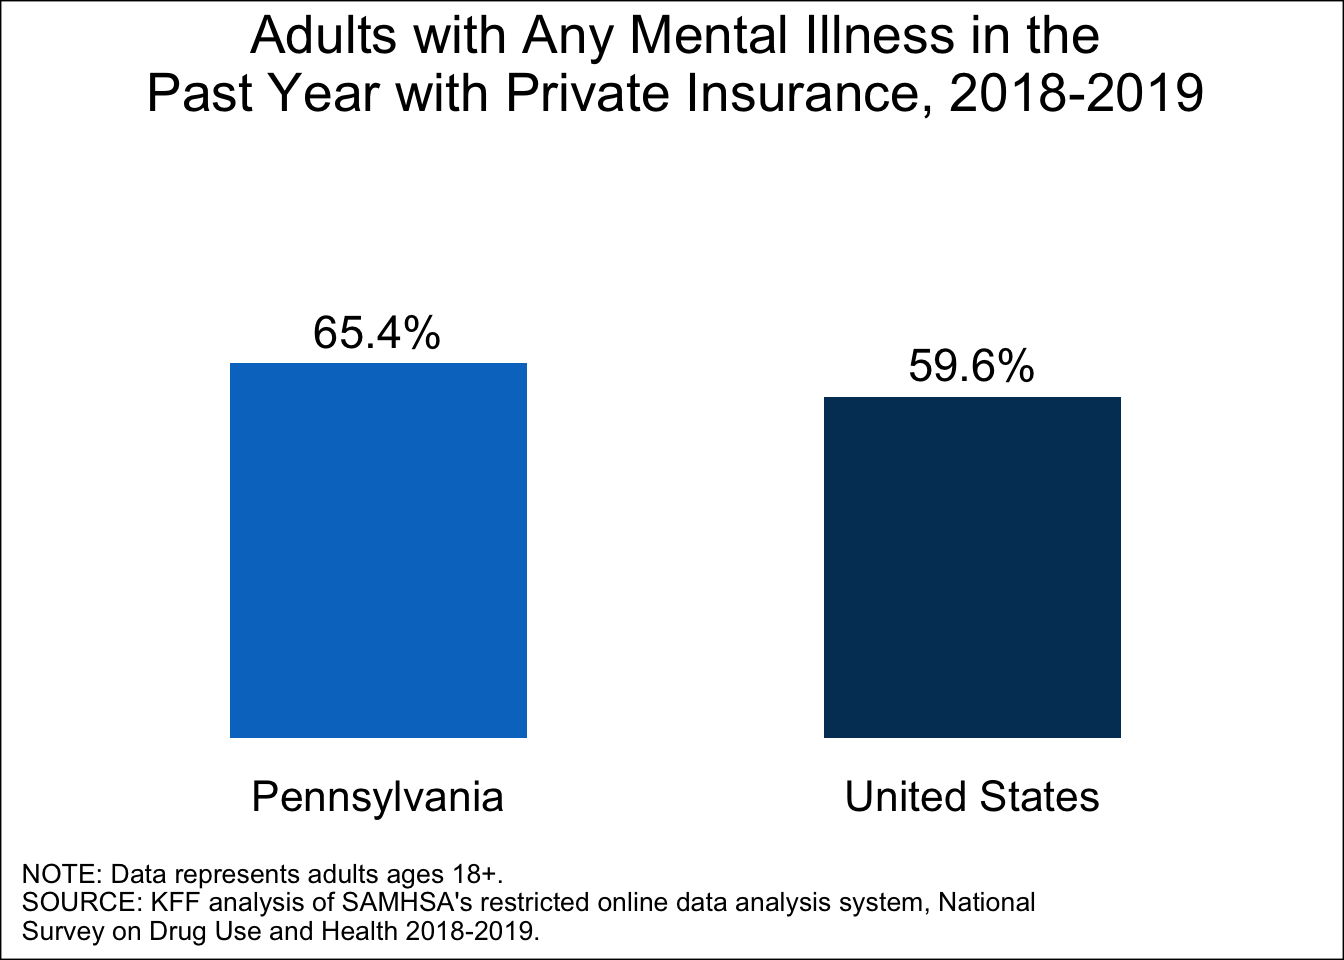 Adults with Any Mental Illness in the
Past Year with Private Insurance, 2018-2019
65.4%
59.6%
Pennsylvania
United States
NOTE: Data represents adults ages 18+.
SOURCE: KFF analysis of SAMHSA's restricted online data analysis system, National
Survey on Drug Use and Health 2018-2019.